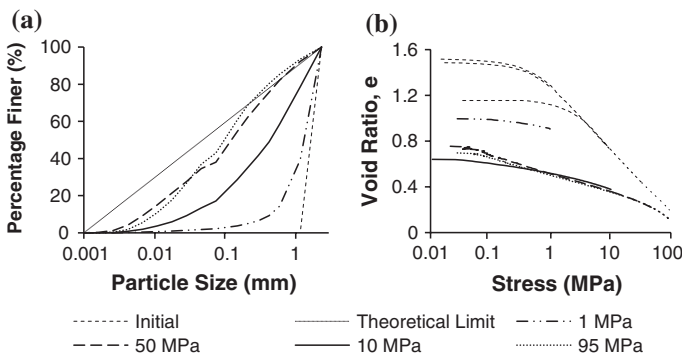 (a)
Percentage Finer (%)
100
80
60
40
20
0
0.001
0.01
0.1
1
Particle Size (mm)
(b)
Void Ratio, e
1.6
1.2
0.8
0.4
0
0.01
0.1
1
10
100
Stress (MPa)
Initial
Theoretical Limit
1 MPa
50 MPa
10 MPa
95 MPa